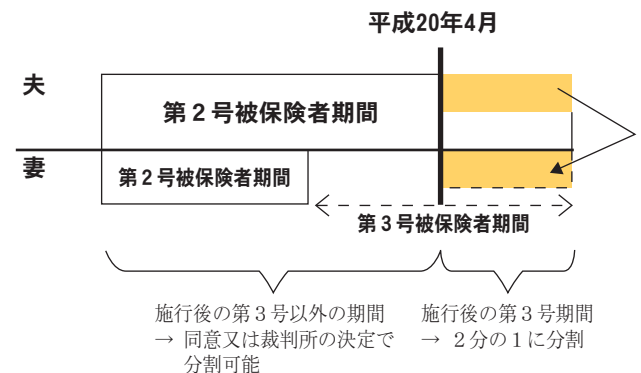 平成20年4月
夫
第２号被保険者期間
妻
第２号被保険者期間
第３号被保険者期間
施行後の第３号以外の期間
→ 同意又は裁判所の決定で
分割可能
施行後の第３号期間
→ ２分の１に分割